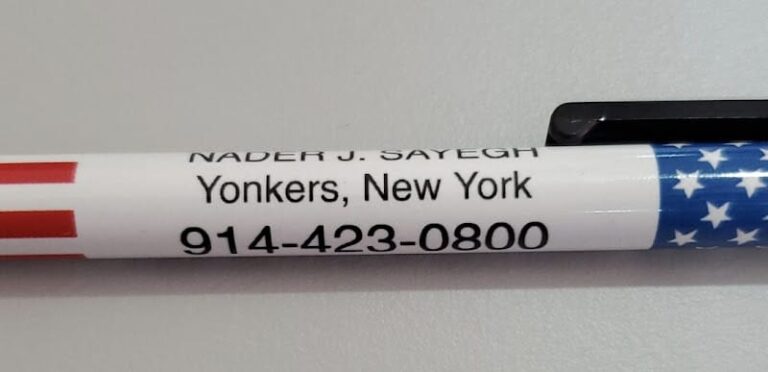 NADER J. SAYEGH
Yonkers, New York
914-423-0800